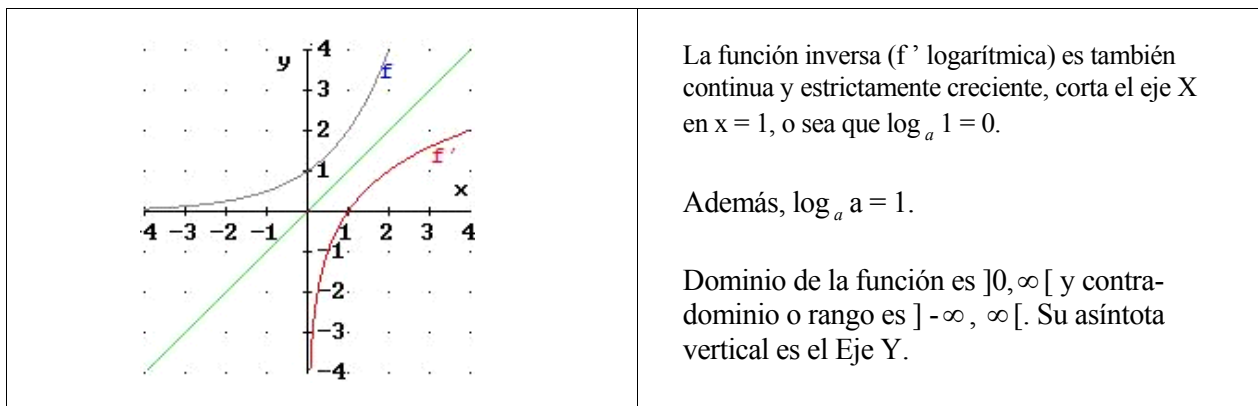 y
4
f
3
2
f '
1
x
-4 -3 -2 -1 1 2 3 4
-1
-2
-3
-4
La función inversa (f ’ logarítmica) es también
continua y estrictamente creciente, corta el eje X
en x = 1, o sea que log a 1 = 0.
Además, log a a = 1.
Dominio de la función es ]0, ∞ [ y contra-
dominio o rango es ] -∞ , ∞ [. Su asíntota
vertical es el Eje Y.